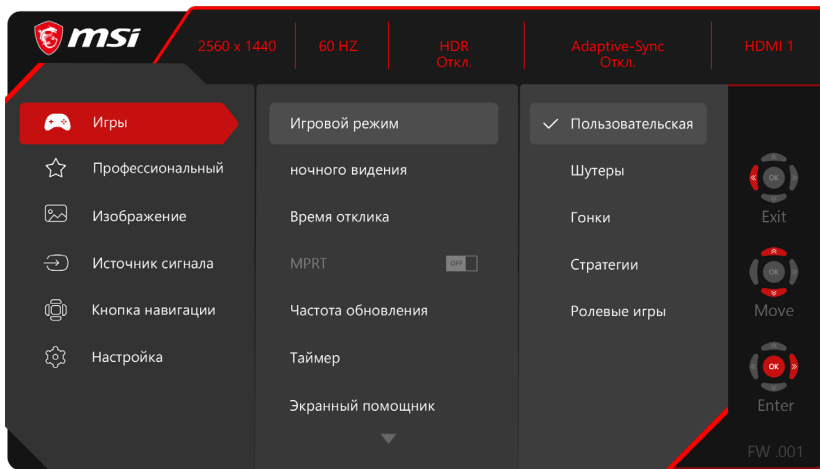 msi
2560 x 1440
60 HZ
HDR
Откл.
Adaptive-Sync
Откл.
HDMI 1
Игры
Профессиональный
Изображение
Источник сигнала
Кнопка навигации
Настройка
Игровой режим
ночного видения
Время отклика
MPRT
OFF
Частота обновления
Таймер
Экранный помощник
Пользовательская
Шутеры
Гонки
Стратегии
Ролевые игры
OK
Exit
OK
Move
OK
Enter
FW .001